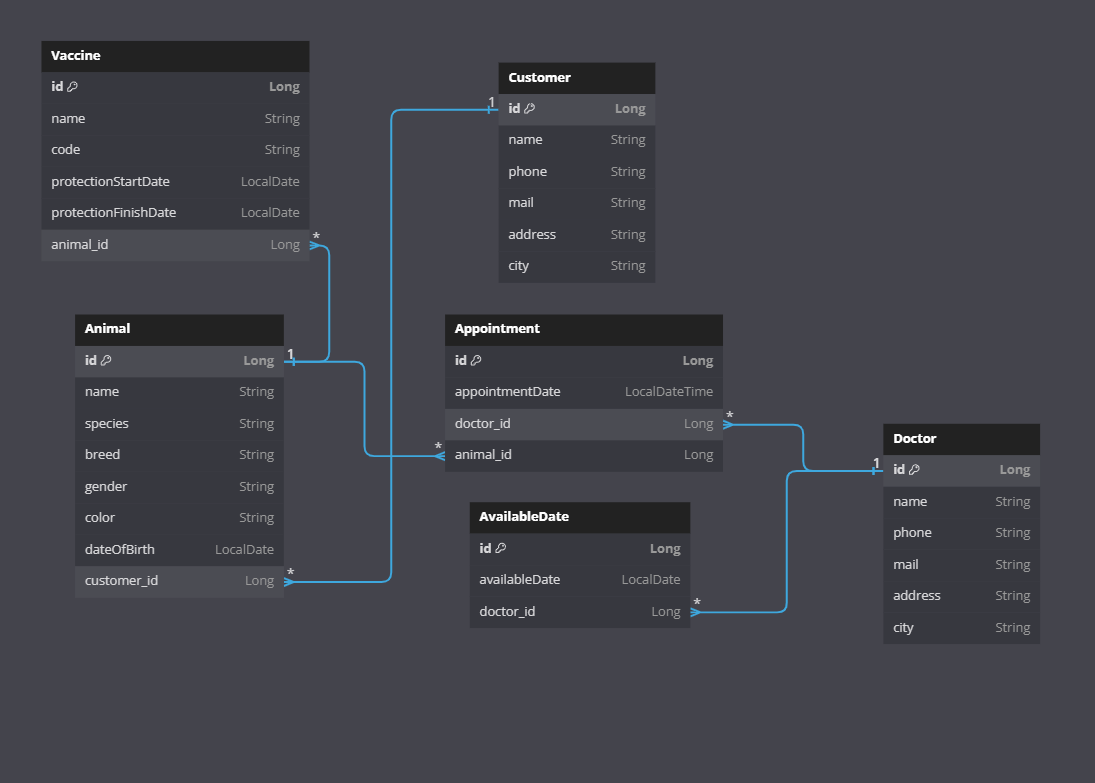 Vaccine
id Long
name String
code String
protectionStartDate LocalDate
protectionFinishDate LocalDate
animal_id Long
*
Customer
1
id Long
name String
phone String
mail String
address String
city String
Animal
id Long
1
name String
species String
breed String
gender String
color String
dateOfBirth LocalDate
customer_id Long
*
Appointment
id Long
appointmentDate LocalDateTime
doctor_id Long
*
*
animal_id Long
AvailableDate
id Long
availableDate LocalDate
doctor_id Long
*
Doctor
1
id Long
name String
phone String
mail String
address String
city String